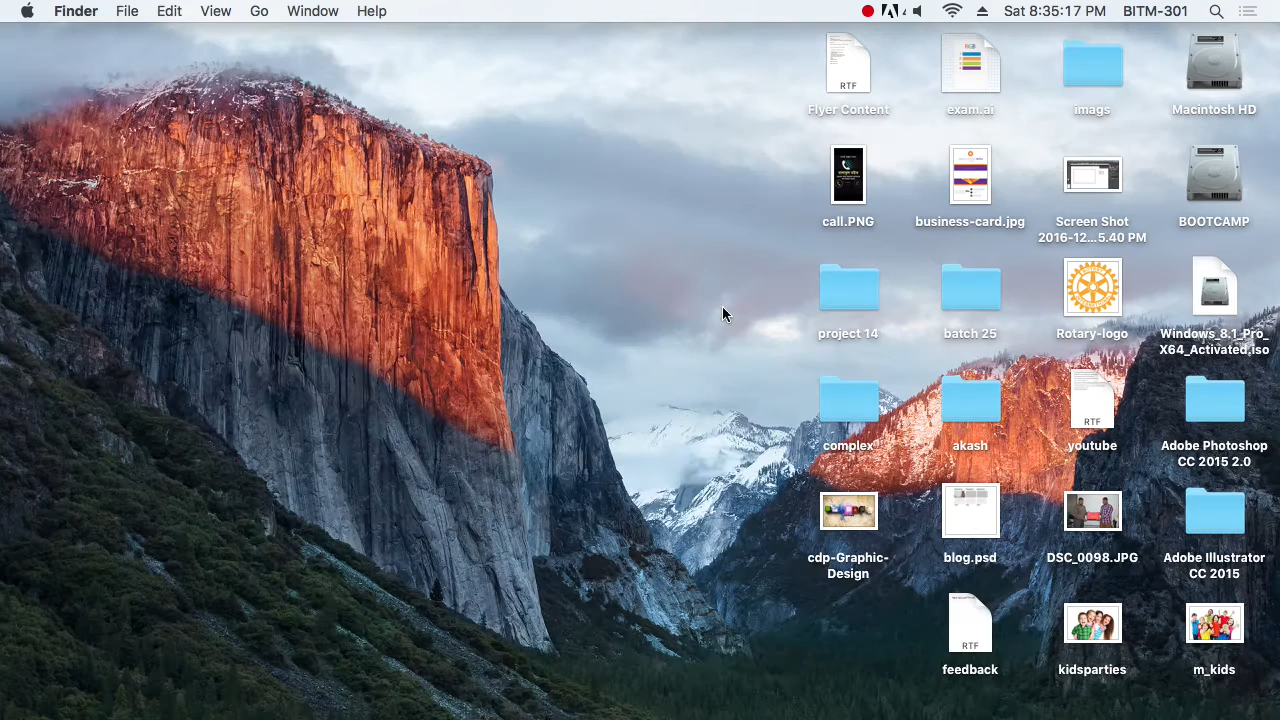 Finder File Edit View Go Window Help Sat 8:35:17 PM BITM-301
RTF
Flyer Content
exam.ai
imags
Macintosh HD
call.PNG
business-card.jpg
Screen Shot
2016-12...5.40 PM
BOOTCAMP
project 14
batch 25
Rotary-logo
Windows_8.1_Pro_
X64_Activated.iso
complex
akash
RTF
youtube
Adobe Photoshop
CC 2015 2.0
cdp-Graphic-
Design
blog.psd
DSC_0098.JPG
Adobe Illustrator
CC 2015
RTF
feedback
kidsparties
m_kids